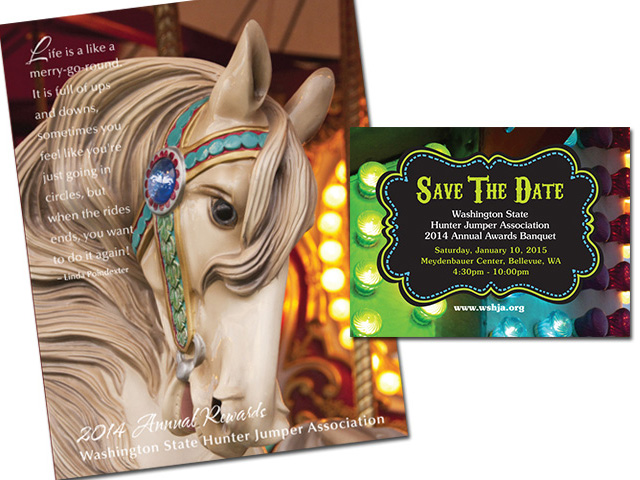 Life is a like a
merry-go-round.
It is full of ups
and downs,
sometimes you
feel like you're
just going in
circles, but
when the rides
ends, you want
to do it again!
– Linda Poindexter
2014 Annual Rewards
Washington State Hunter Jumper Association
SAVE THE DATE
Washington State
Hunter Jumper Association
2014 Annual Awards Banquet
Saturday, January 10, 2015
Meydenbauer Center, Bellevue, WA
4:30pm - 10:00pm
www.wshja.org